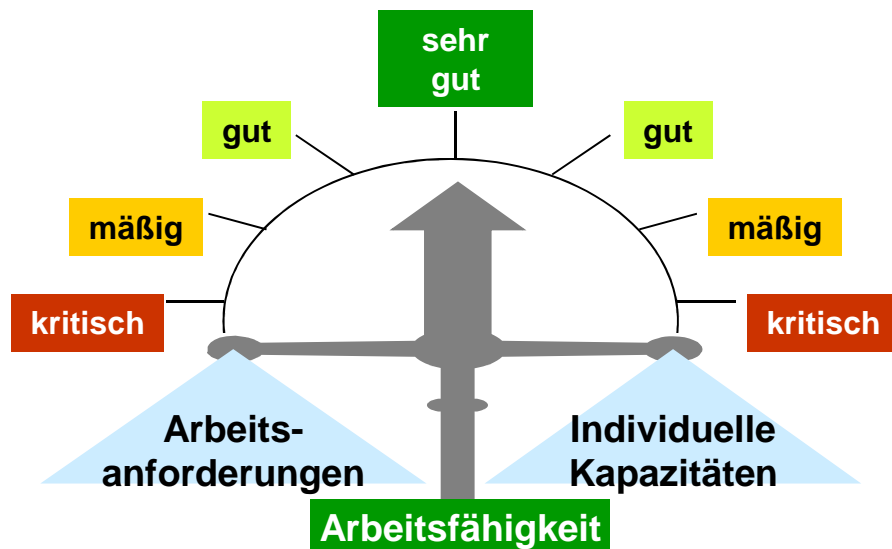 sehr
gut
gut
gut
mäßig
mäßig
kritisch
kritisch
Arbeits-
anforderungen
Individuelle
Kapazitäten
Arbeitsfähigkeit